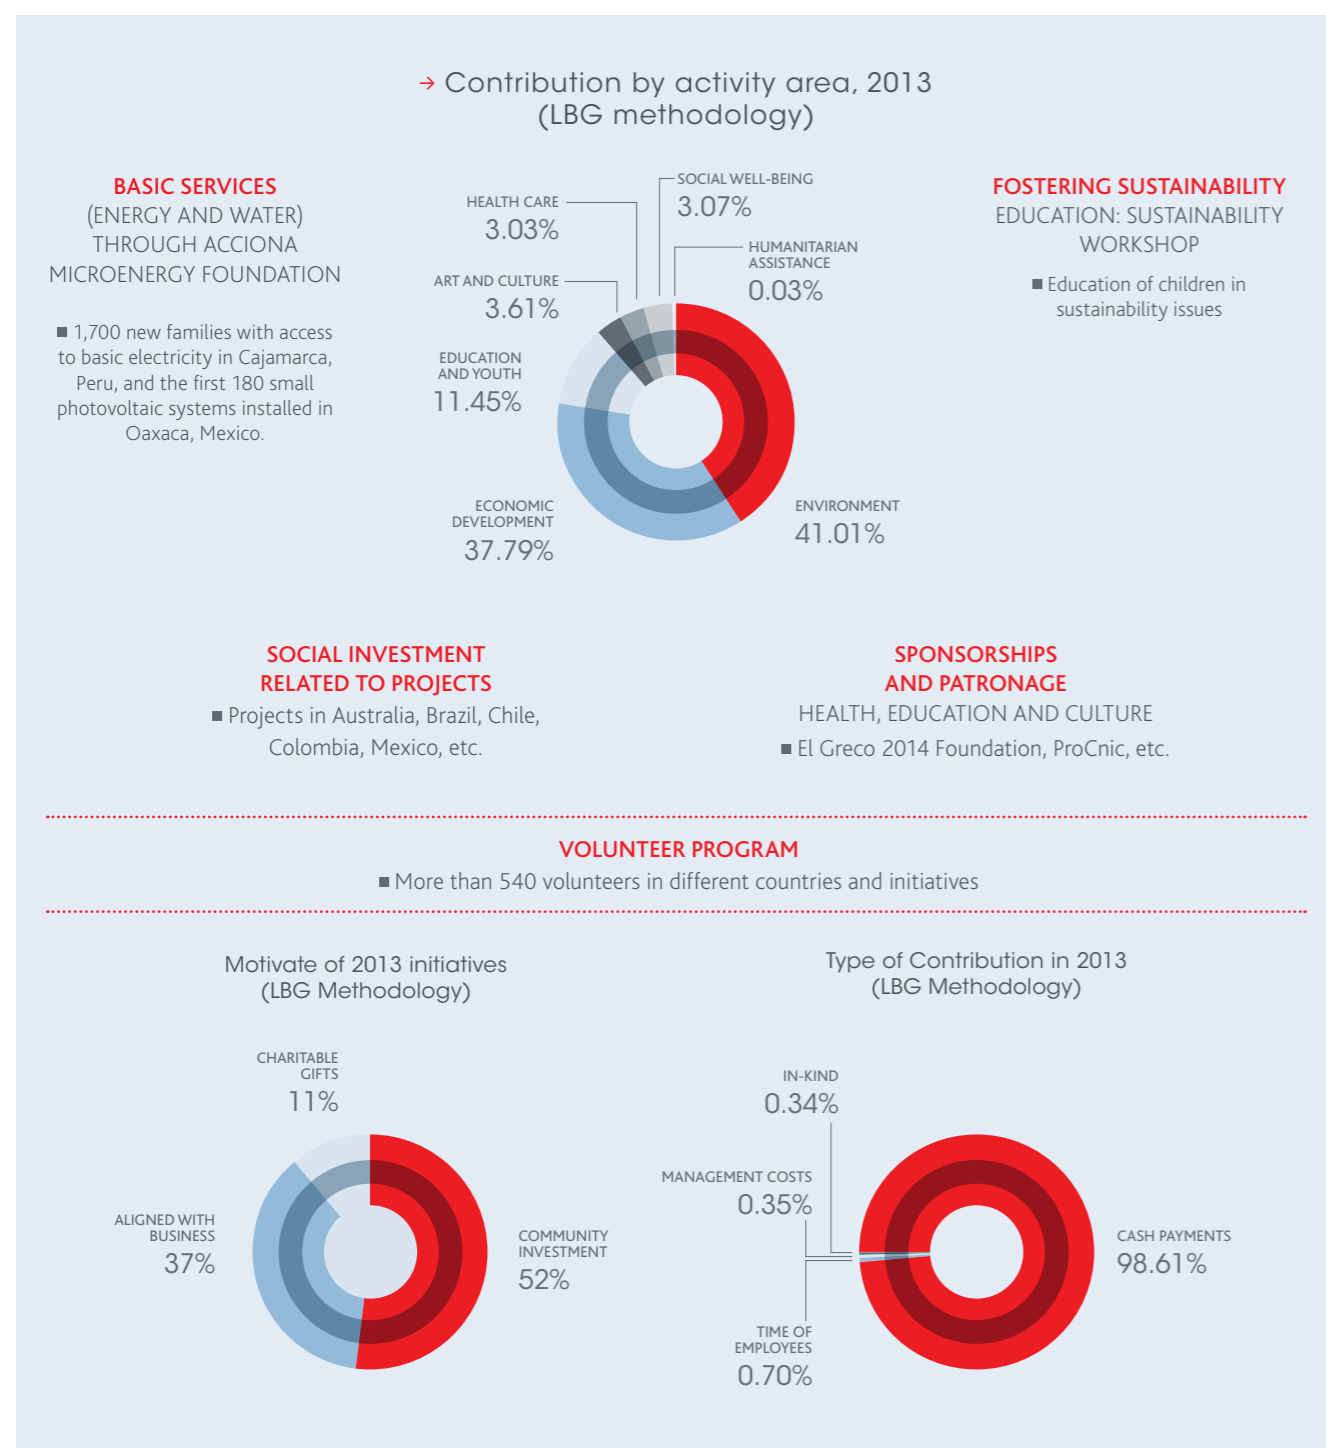 → Contribution by activity area, 2013
(LBG methodology)
BASIC SERVICES
(ENERGY AND WATER)
THROUGH ACCIONA
MICROENERGY FOUNDATION
■ 1,700 new families with access
to basic electricity in Cajamarca,
Peru, and the first 180 small
photovoltaic systems installed in
Oaxaca, Mexico.
SOCIAL WELL-BEING
3.07%
HEALTH CARE
3.03%
HUMANITARIAN
ASSISTANCE
0.03%
ART AND CULTURE
3.61%
EDUCATION
AND YOUTH
11.45%
ECONOMIC
DEVELOPMENT
37.79%
ENVIRONMENT
41.01%
FOSTERING SUSTAINABILITY
EDUCATION: SUSTAINABILITY
WORKSHOP
■ Education of children in
sustainability issues
SOCIAL INVESTMENT
RELATED TO PROJECTS
■ Projects in Australia, Brazil, Chile,
Colombia, Mexico, etc.
SPONSORSHIPS
AND PATRONAGE
HEALTH, EDUCATION AND CULTURE
■ El Greco 2014 Foundation, ProCnic, etc.
VOLUNTEER PROGRAM
■ More than 540 volunteers in different countries and initiatives
Motivate of 2013 initiatives
(LBG Methodology)
CHARITABLE
GIFTS
11%
ALIGNED WITH
BUSINESS
37%
COMMUNITY
INVESTMENT
52%
Type of Contribution in 2013
(LBG Methodology)
IN-KIND
0.34%
MANAGEMENT COSTS
0.35%
CASH PAYMENTS
98.61%
TIME OF
EMPLOYEES
0.70%